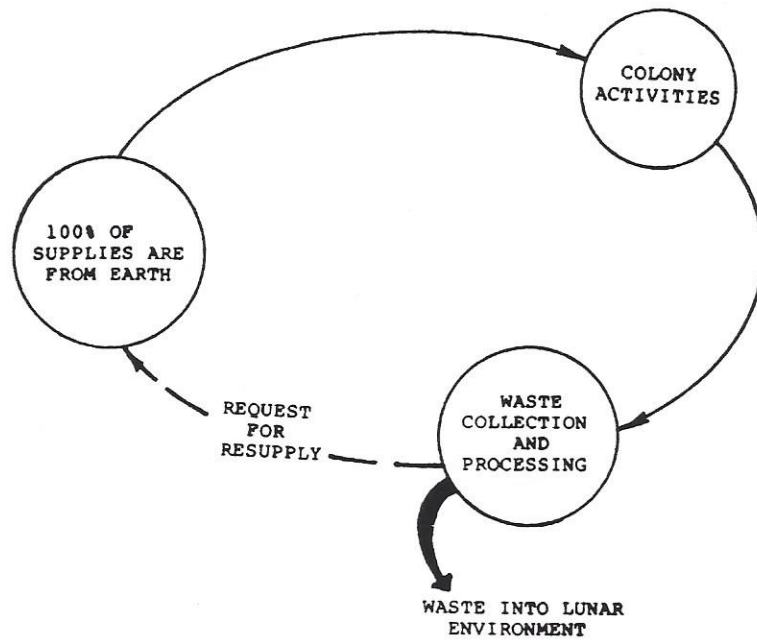 COLONY
ACTIVITIES
100% OF
SUPPLIES ARE
FROM EARTH
WASTE
COLLECTION
AND
PROCESSING
REQUEST
FOR
RESUPPLY
WASTE INTO LUNAR
ENVIRONMENT